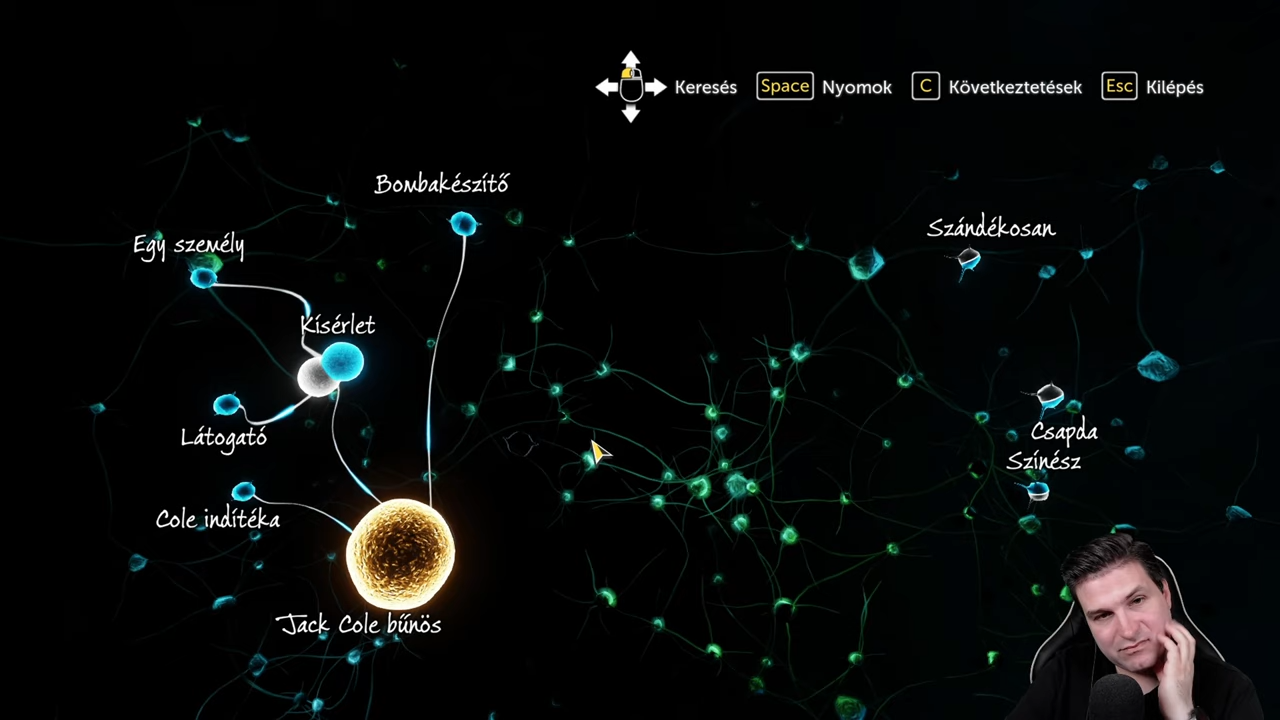 Keresés Space Nyomok C Következtetések Esc Kilépés
Bombakészítő
Egy személy
Szándékosan
Kísérlet
Látogató
Csapda
Színész
Cole indítéka
Jack Cole bűnös